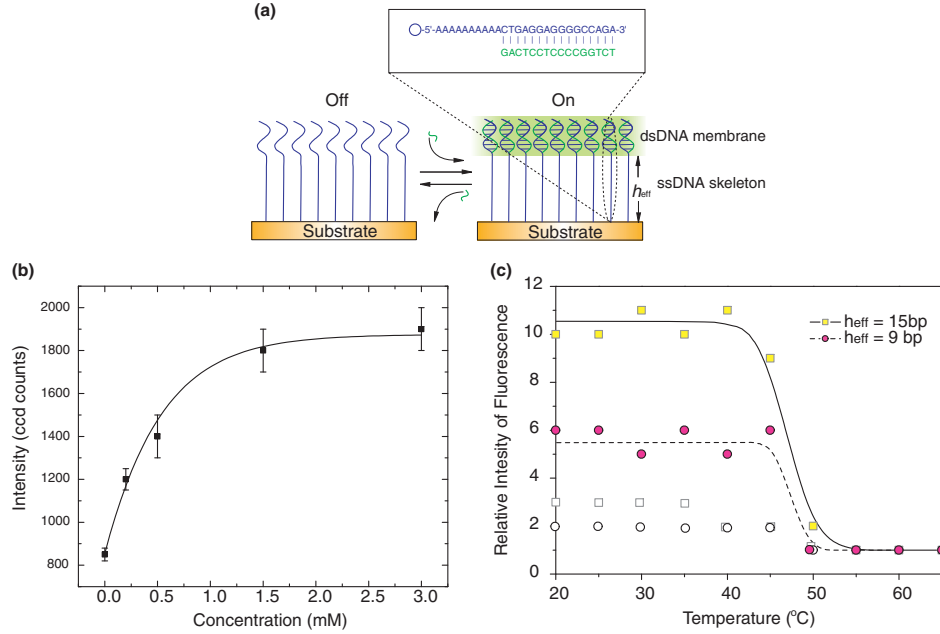 (a)
-5'-AAAAAAAAAACTGAGGAGGGGCCAGA-3'
GACTCCTCCCCGGTCT
Off
On
dsDNA membrane
ssDNA skeleton
heff
Substrate
Substrate
(b)
Intensity (ccd counts)
2000
1800
1600
1400
1200
1000
800
0.0
0.5
1.0
1.5
2.0
2.5
3.0
Concentration (mM)
(c)
Relative Intesity of Fluorescence
12
10
8
6
4
2
0
heff = 15bp
heff = 9 bp
20
30
40
50
60
Temperature (°C)